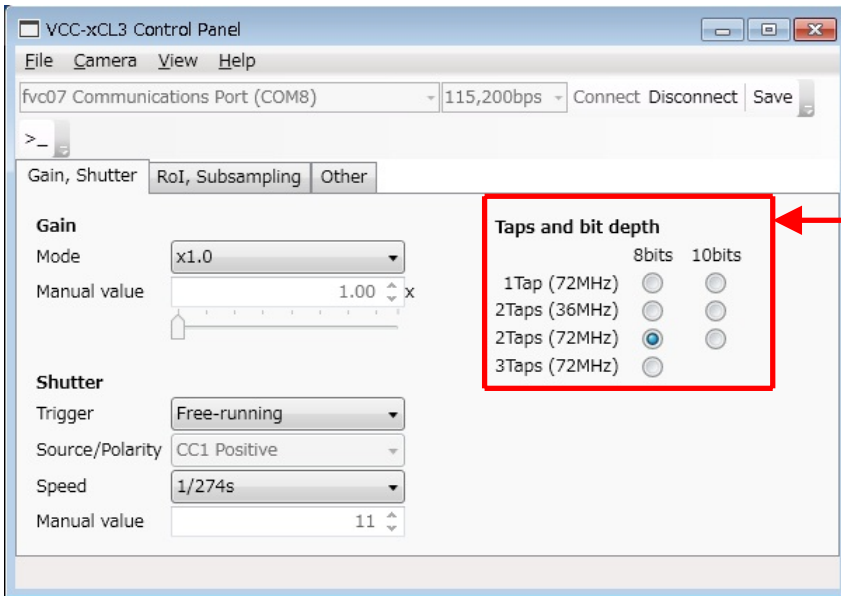 VCC-xCL3 Control Panel
File Camera View Help
fvc07 Communications Port (COM8) 115,200bps Connect Disconnect Save
>_
Gain, Shutter RoI, Subsampling Other
Gain
Mode x1.0
Manual value 1.00 x
Shutter
Trigger Free-running
Source/Polarity CC1 Positive
Speed 1/274s
Manual value 11
Taps and bit depth
8bits 10bits
1Tap (72MHz)
2Taps (36MHz)
2Taps (72MHz)
3Taps (72MHz)